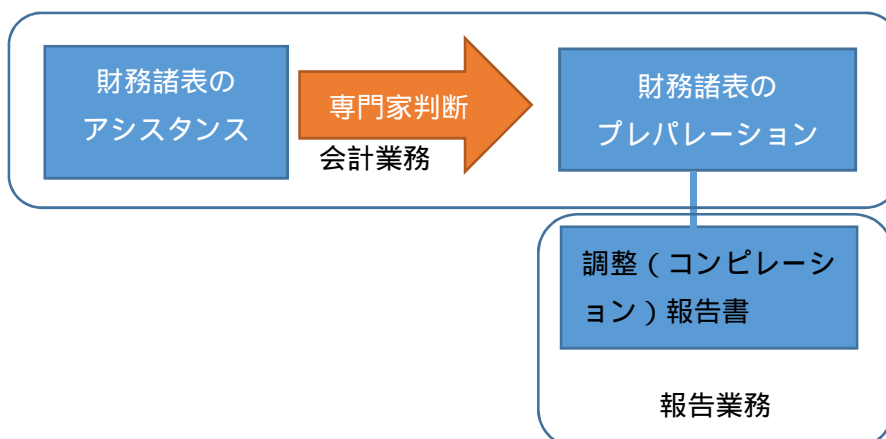 財務諸表の
アシスタンス
専門家判断
会計業務
財務諸表の
プレパレーション
調整（コンピレーシ
ョン）報告書
報告業務